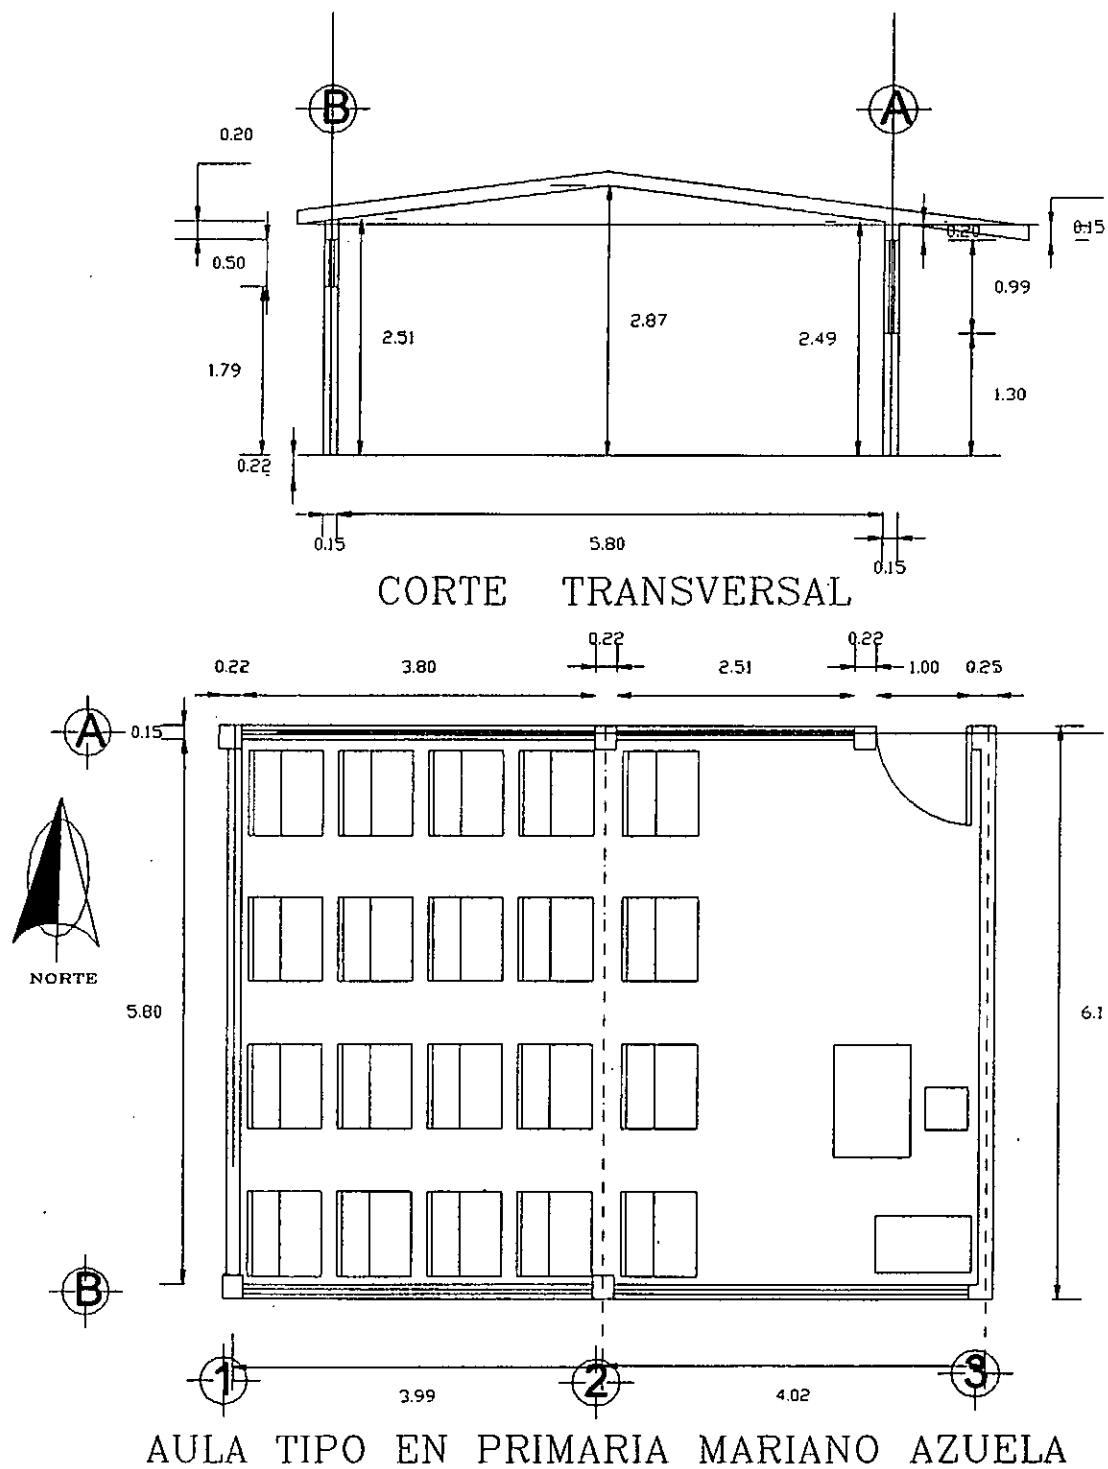 B A
0.20
0.20 0.15
0.50
0.99
2.51 2.87 2.49
1.79
1.30
0.22
0.15 5.80 0.15
CORTE TRANSVERSAL
0.22 0.22
0.22 3.80 2.51 1.00 0.25
A 0.15
NORTE
5.80
6.1
B
1 2 3
3.99 4.02
AULA TIPO EN PRIMARIA MARIANO AZUELA